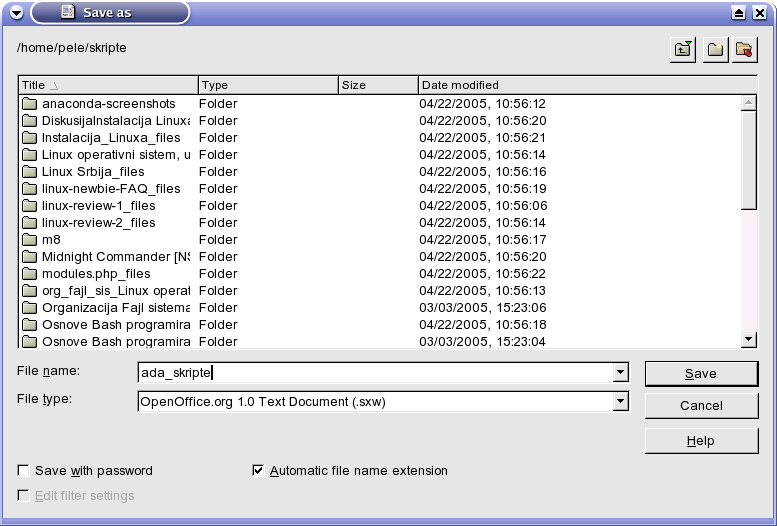 Save as
/home/pele/skripte
Title Type Size Date modified
anaconda-screenshots Folder 04/22/2005, 10:56:12
DiskusijaInstalacija Linuxa Folder 04/22/2005, 10:56:20
Instalacija_Linuxa_files Folder 04/22/2005, 10:56:21
Linux operativni sistem, u Folder 04/22/2005, 10:56:14
Linux Srbija_files Folder 04/22/2005, 10:56:16
linux-newbie-FAQ_files Folder 04/22/2005, 10:56:19
linux-review-1_files Folder 04/22/2005, 10:56:06
linux-review-2_files Folder 04/22/2005, 10:56:14
m8 Folder 04/22/2005, 10:56:17
Midnight Commander [NS Folder 04/22/2005, 10:56:20
modules.php_files Folder 04/22/2005, 10:56:22
org_fajl_sis_Linux operat Folder 04/22/2005, 10:56:13
Organizacija Fajl sistema Folder 03/03/2005, 15:23:06
Osnove Bash programira Folder 04/22/2005, 10:56:18
Osnove Bash programira Folder 03/03/2005, 15:23:04
File name: ada_skripte Save
File type: OpenOffice.org 1.0 Text Document (.sxw) Cancel
Help
Save with password Automatic file name extension
Edit filter settings